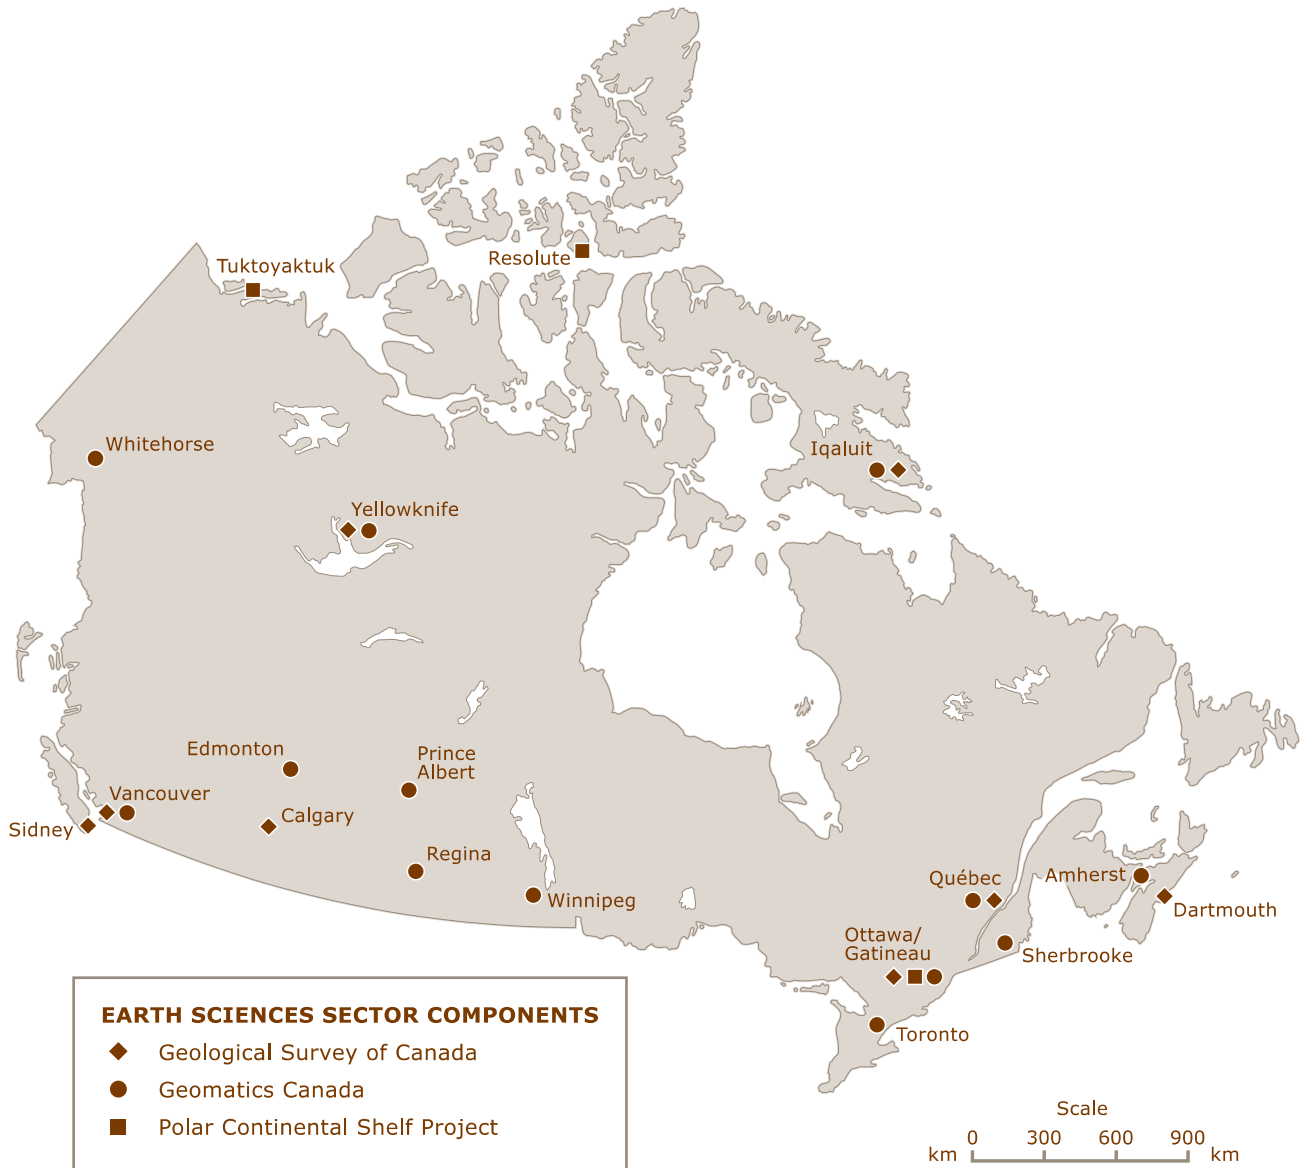 Tuktoyaktuk
Resolute
Whitehorse
Iqaluit
Yellowknife
Edmonton
Prince
Albert
Vancouver
Sidney
Calgary
Regina
Winnipeg
Québec
Amherst
Dartmouth
Ottawa/
Gatineau
Sherbrooke
Toronto
EARTH SCIENCES SECTOR COMPONENTS
Geological Survey of Canada
Geomatics Canada
Polar Continental Shelf Project
Scale
0 300 600 900
km km